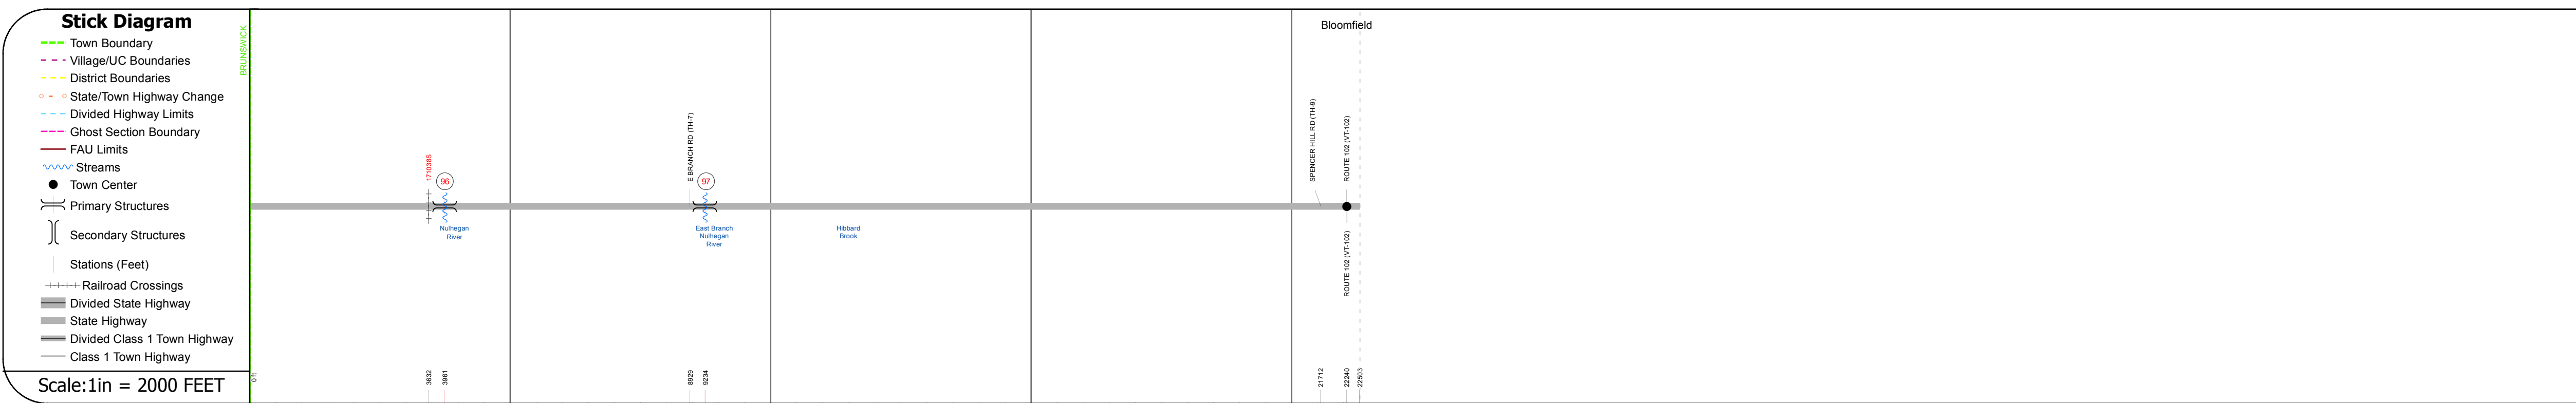 Stick Diagram
Town Boundary
Village/UC Boundaries
District Boundaries
State/Town Highway Change
Divided Highway Limits
Ghost Section Boundary
FAU Limits
Streams
Town Center
Primary Structures
Secondary Structures
Stations (Feet)
Railroad Crossings
Divided State Highway
State Highway
Divided Class 1 Town Highway
Class 1 Town Highway
Scale:1in = 2000 FEET
BRUNSWICK
Bloomfield
1710385
96
Nulhegan
River
E BRANCH RD (TH-7)
97
East Branch
Nulhegan
River
Hibbard
Brook
SPENCER HILL RD (TH-9)
ROUTE 102 (VT-102)
ROUTE 102 (VT-102)
0 ft
3632
3961
8929
9234
21712
22240
22503